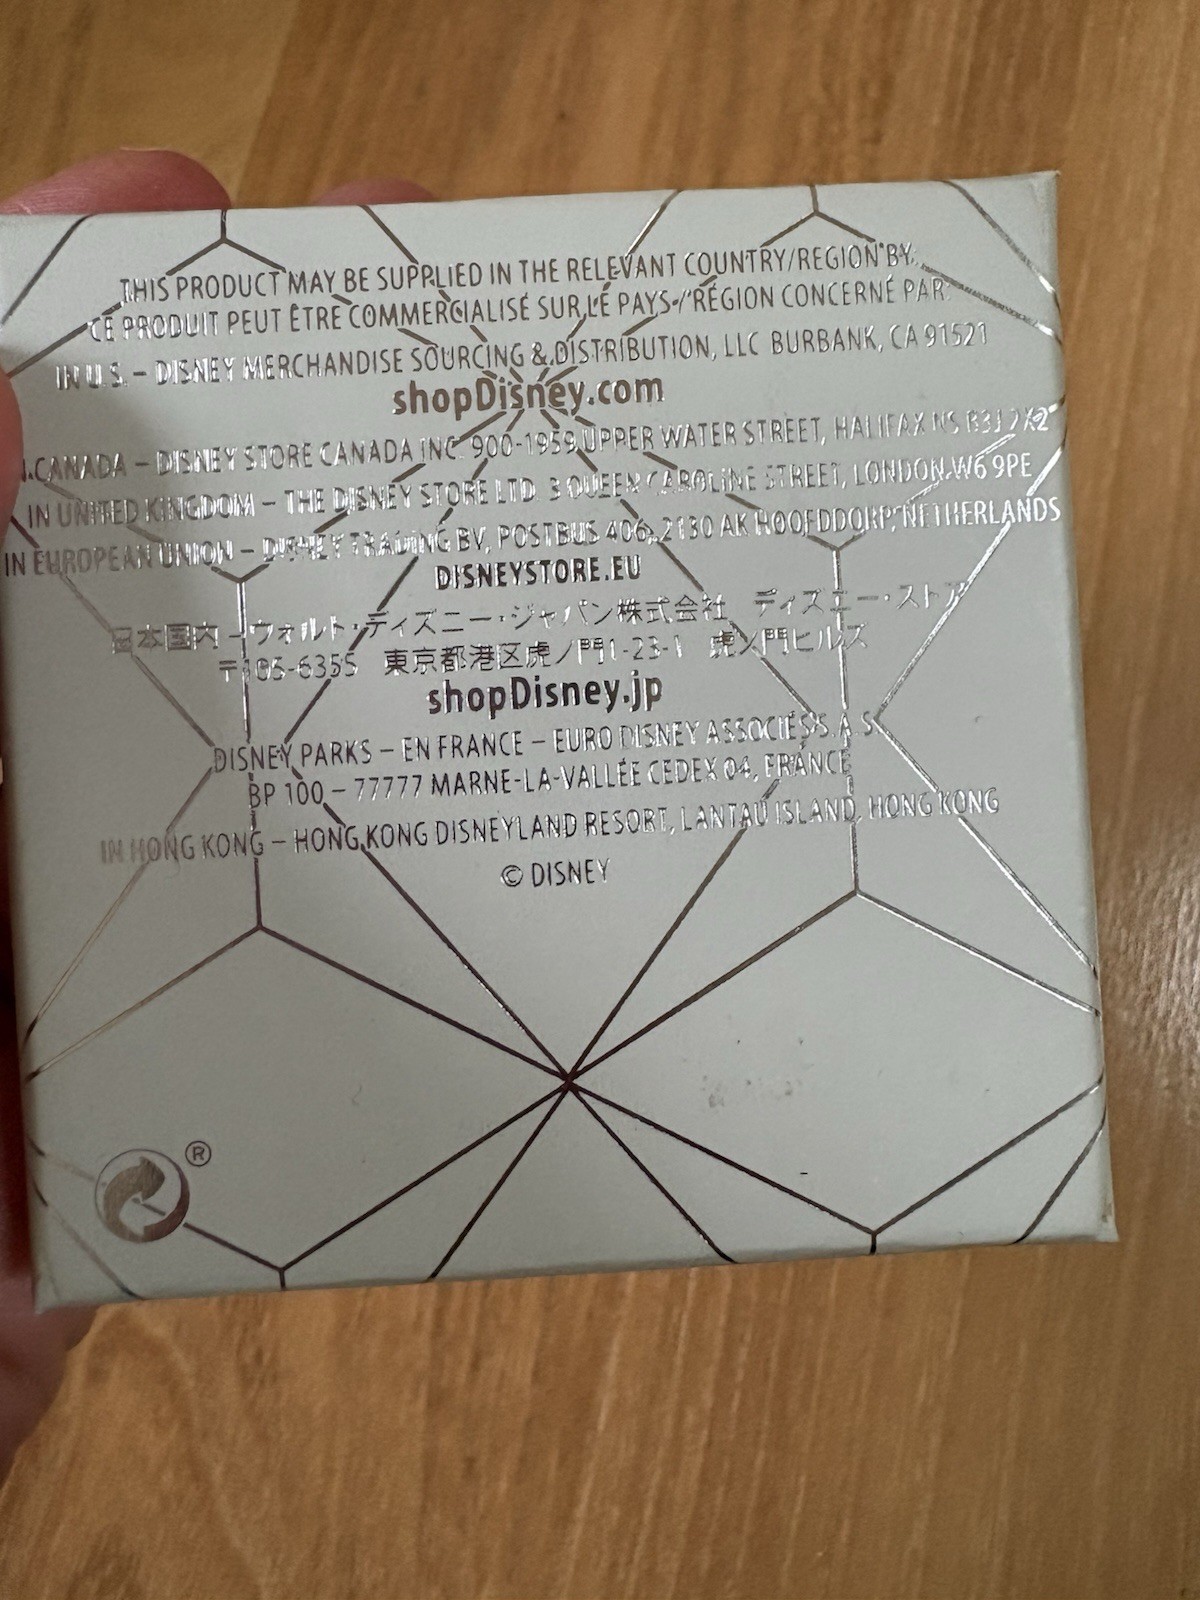 THIS PRODUCT MAY BE SUPPLIED IN THE RELEVANT COUNTRY/REGION BY:
CE PRODUIT PEUT ÊTRE COMMERCIALISÉ SUR LE PAYS / RÉGION CONCERNÉ PAR:
IN U.S. – DISNEY MERCHANDISE SOURCING & DISTRIBUTION, LLC BURBANK, CA 91521
shopDisney.com
CANADA – DISNEY STORE CANADA INC. 900-1959 UPPER WATER STREET, HALIFAX NS B3J 2X2
IN UNITED KINGDOM – THE DISNEY STORE LTD. 3 QUEEN CAROLINE STREET, LONDON W6 9PE
IN EUROPEAN UNION – DISNEY TRADING BV, POSTBUS 406, 2130 AK HOOFDDORP, NETHERLANDS
DISNEYSTORE.EU
日本国内 – ウォルト・ディズニー・ジャパン株式会社 ディズニー・ストア
〒105-6355 東京都港区虎ノ門1-23-1 虎ノ門ヒルズ
shopDisney.jp
DISNEY PARKS – EN FRANCE – EURO DISNEY ASSOCIÉS S.A.S
BP 100 – 77777 MARNE-LA-VALLÉE CEDEX 04, FRANCE
IN HONG KONG – HONG KONG DISNEYLAND RESORT, LANTAU ISLAND, HONG KONG
© DISNEY
®